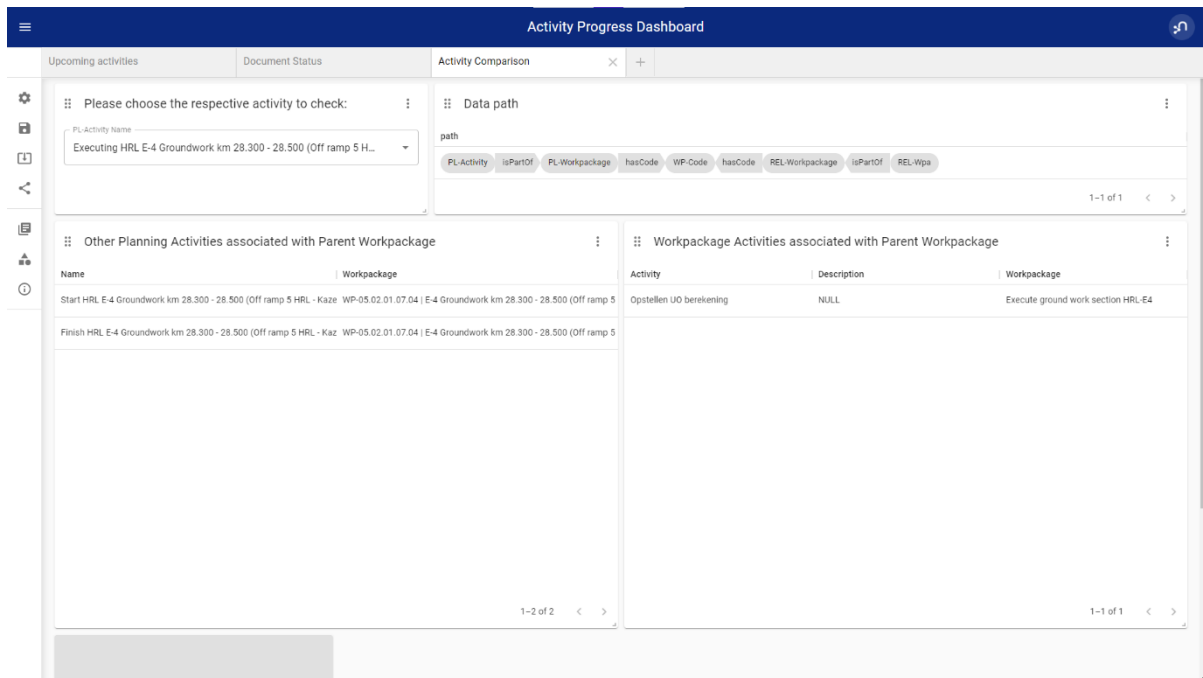 Activity Progress Dashboard
Upcoming activities
Document Status
Activity Comparison
Please choose the respective activity to check:
PL-Activity Name
Executing HRL E-4 Groundwork km 28.300 - 28.500 (Off ramp 5 H...
Data path
path
PL-Activity isPartOf PL-Workpackage hasCode WP-Code hasCode REL-Workpackage isPartOf REL-Wpa
1–1 of 1
Other Planning Activities associated with Parent Workpackage
Name Workpackage
Start HRL E-4 Groundwork km 28.300 - 28.500 (Off ramp 5 HRL - Kaze WP-05.02.01.07.04 | E-4 Groundwork km 28.300 - 28.500 (Off ramp 5
Finish HRL E-4 Groundwork km 28.300 - 28.500 (Off ramp 5 HRL - Kaz WP-05.02.01.07.04 | E-4 Groundwork km 28.300 - 28.500 (Off ramp 5
1–2 of 2
Workpackage Activities associated with Parent Workpackage
Activity Description Workpackage
Opstellen UO berekening NULL Execute ground work section HRL-E4
1–1 of 1